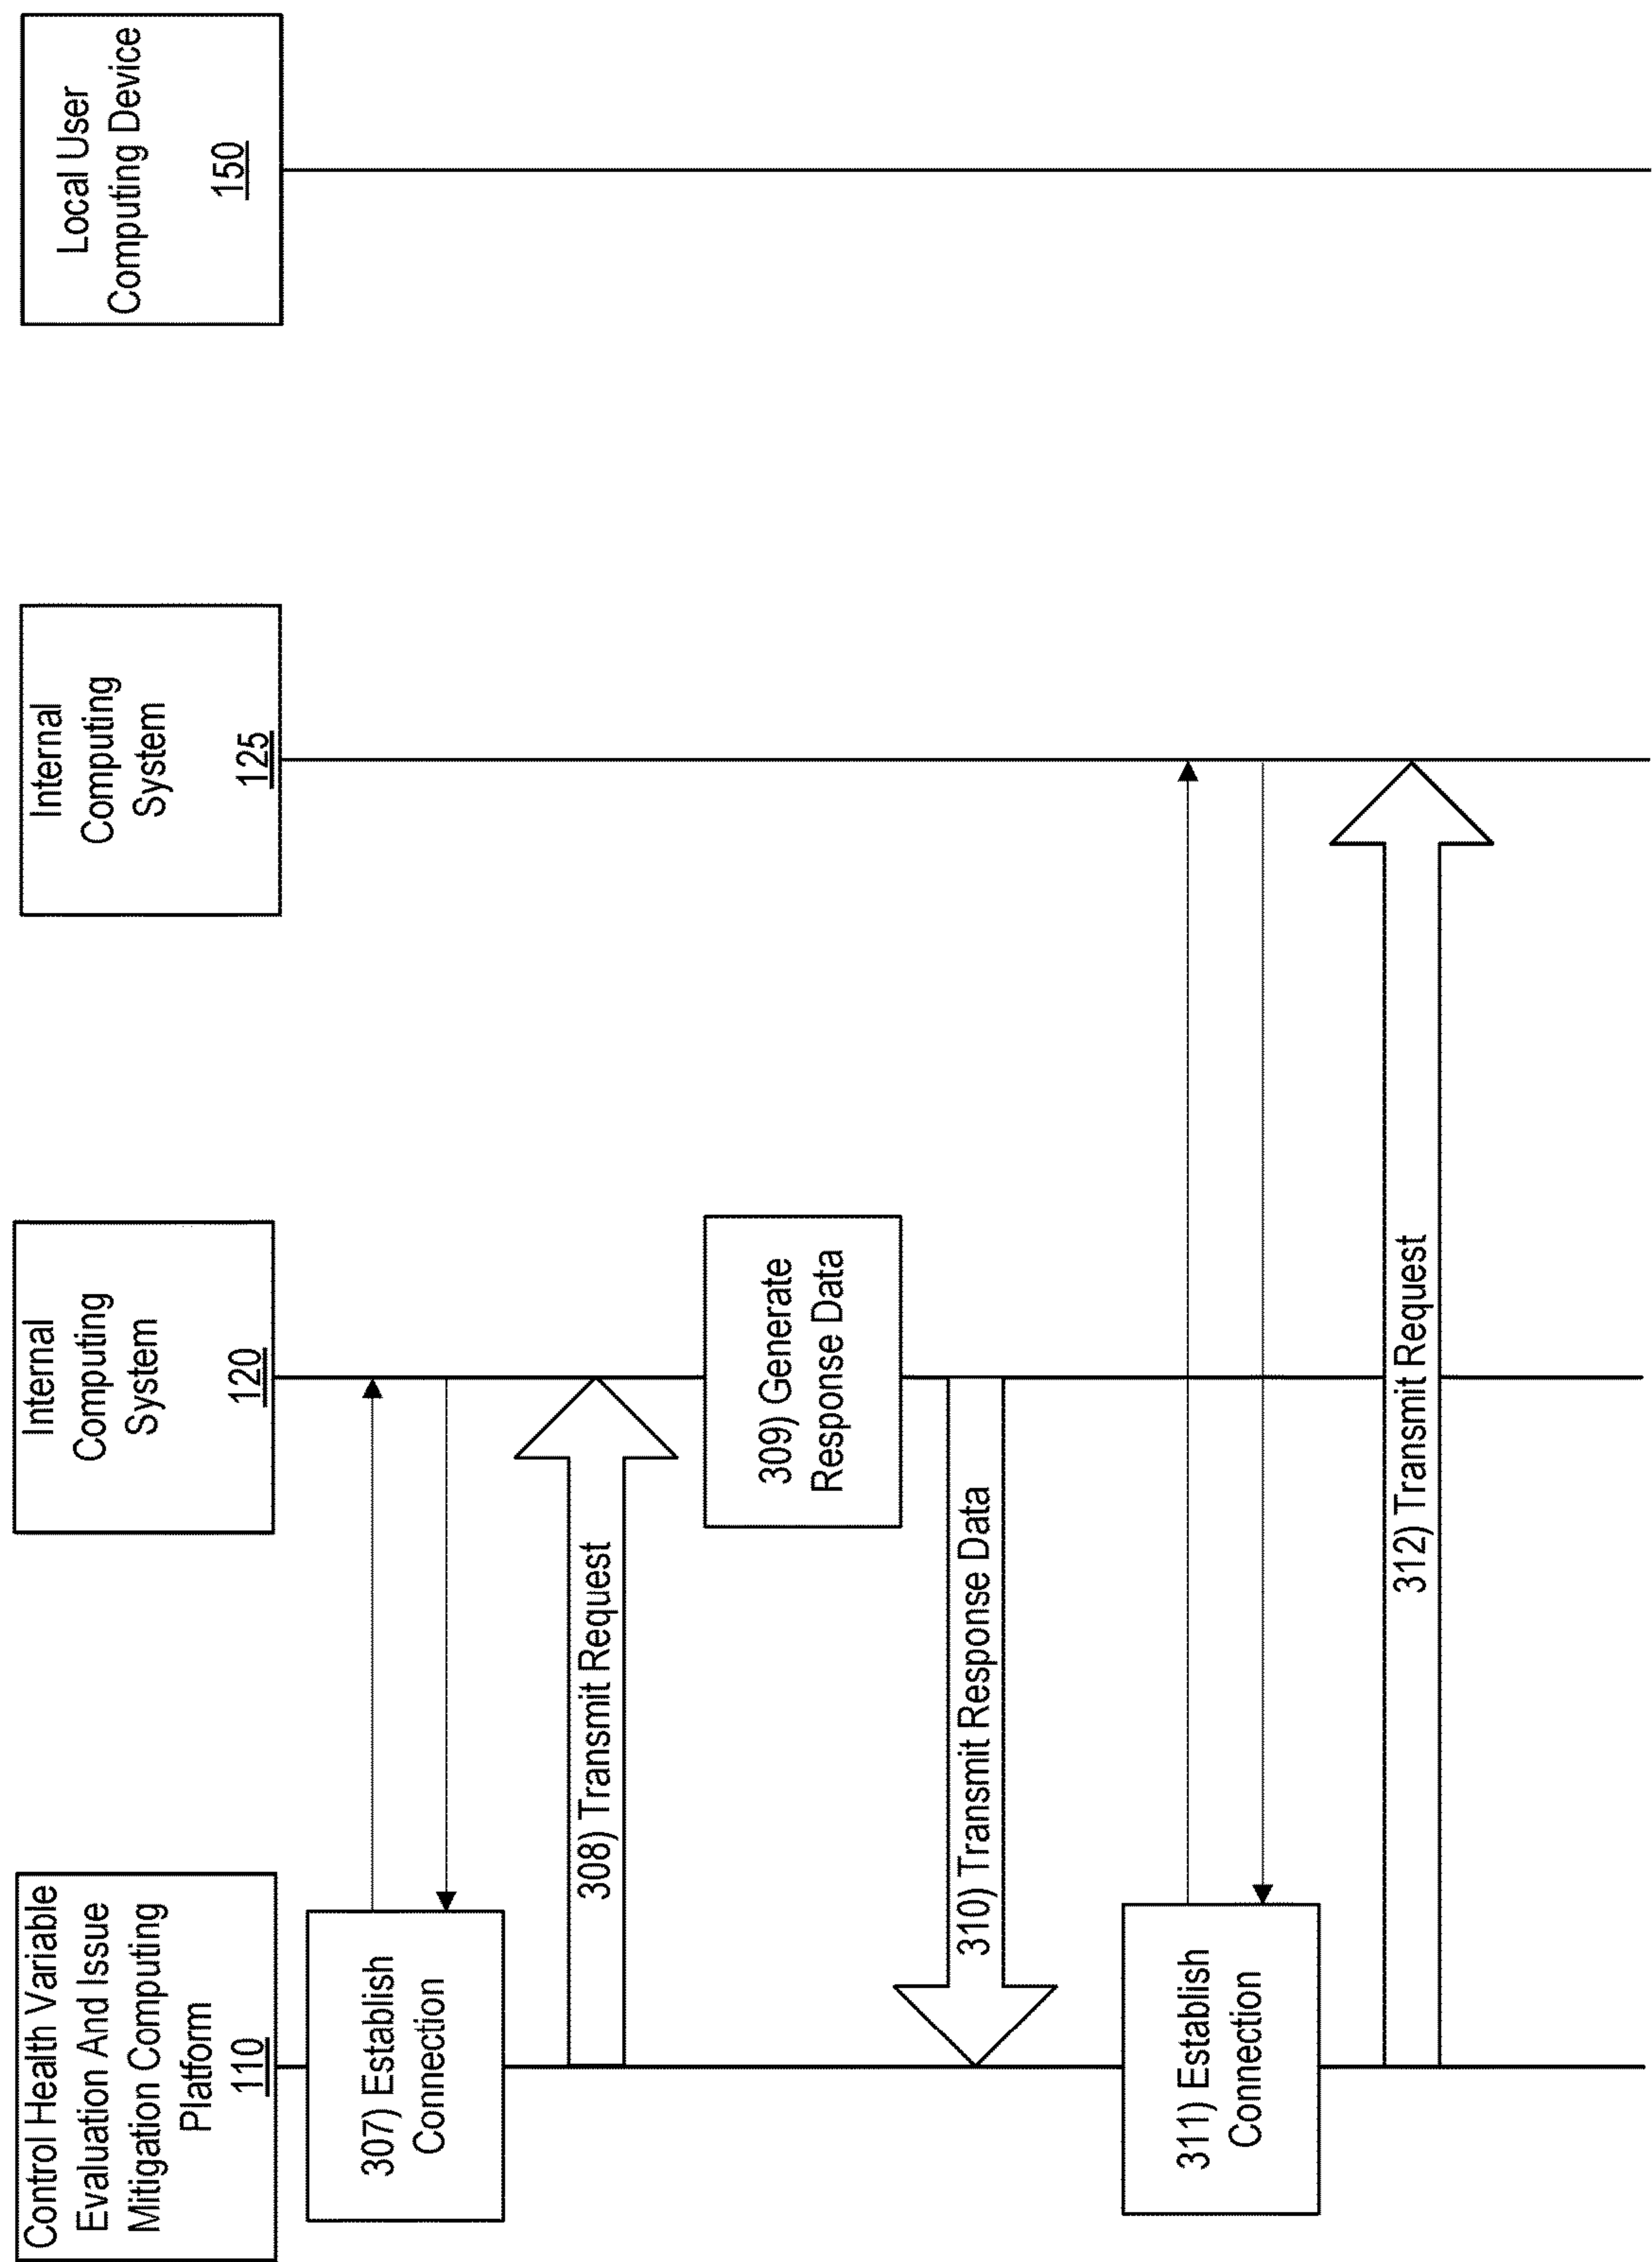 Control Health Variable
Evaluation And Issue
Mitigation Computing
Platform
110
Internal
Computing
System
120
Internal
Computing
System
125
Local User
Computing Device
150
307) Establish
Connection
308) Transmit Request
309) Generate
Response Data
310) Transmit Response Data
311) Establish
Connection
312) Transmit Request